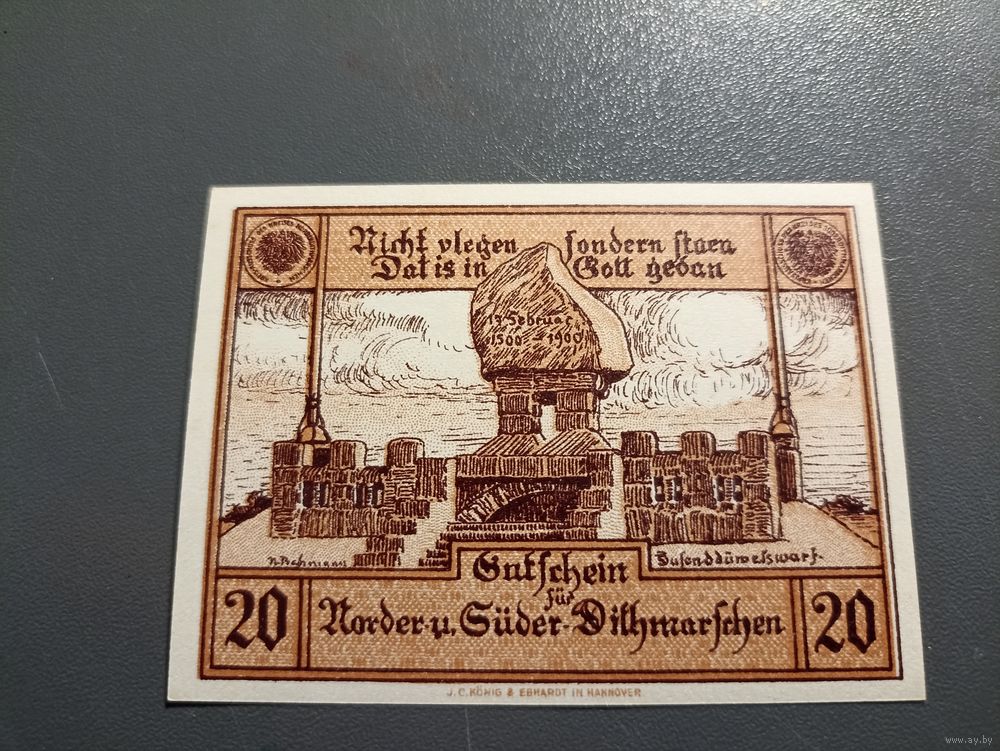 Nicht vlegen sondern staen
Dat is in Gott gedan
17. Februar
1500 – 1900
Dusenddüwelswarf
Gutschein
für
20 Norder- u. Süder-Dithmarschen 20
J. C. KÖNIG & EBHARDT IN HANNOVER
www.ay.by